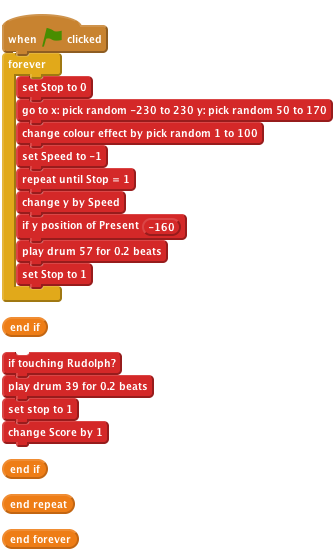 when clicked
forever
set Stop to 0
go to x: pick random -230 to 230 y: pick random 50 to 170
change colour effect by pick random 1 to 100
set Speed to -1
repeat until Stop = 1
change y by Speed
if y position of Present -160
play drum 57 for 0.2 beats
set Stop to 1
end if
if touching Rudolph?
play drum 39 for 0.2 beats
set stop to 1
change Score by 1
end if
end repeat
end forever